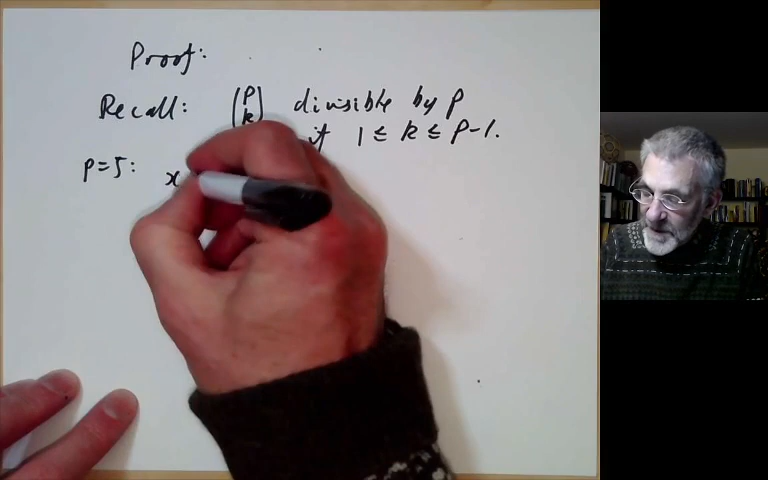 Proof:
Recall: (p k) divisible by p
if 1 ≤ k ≤ p-1.
p=5: x